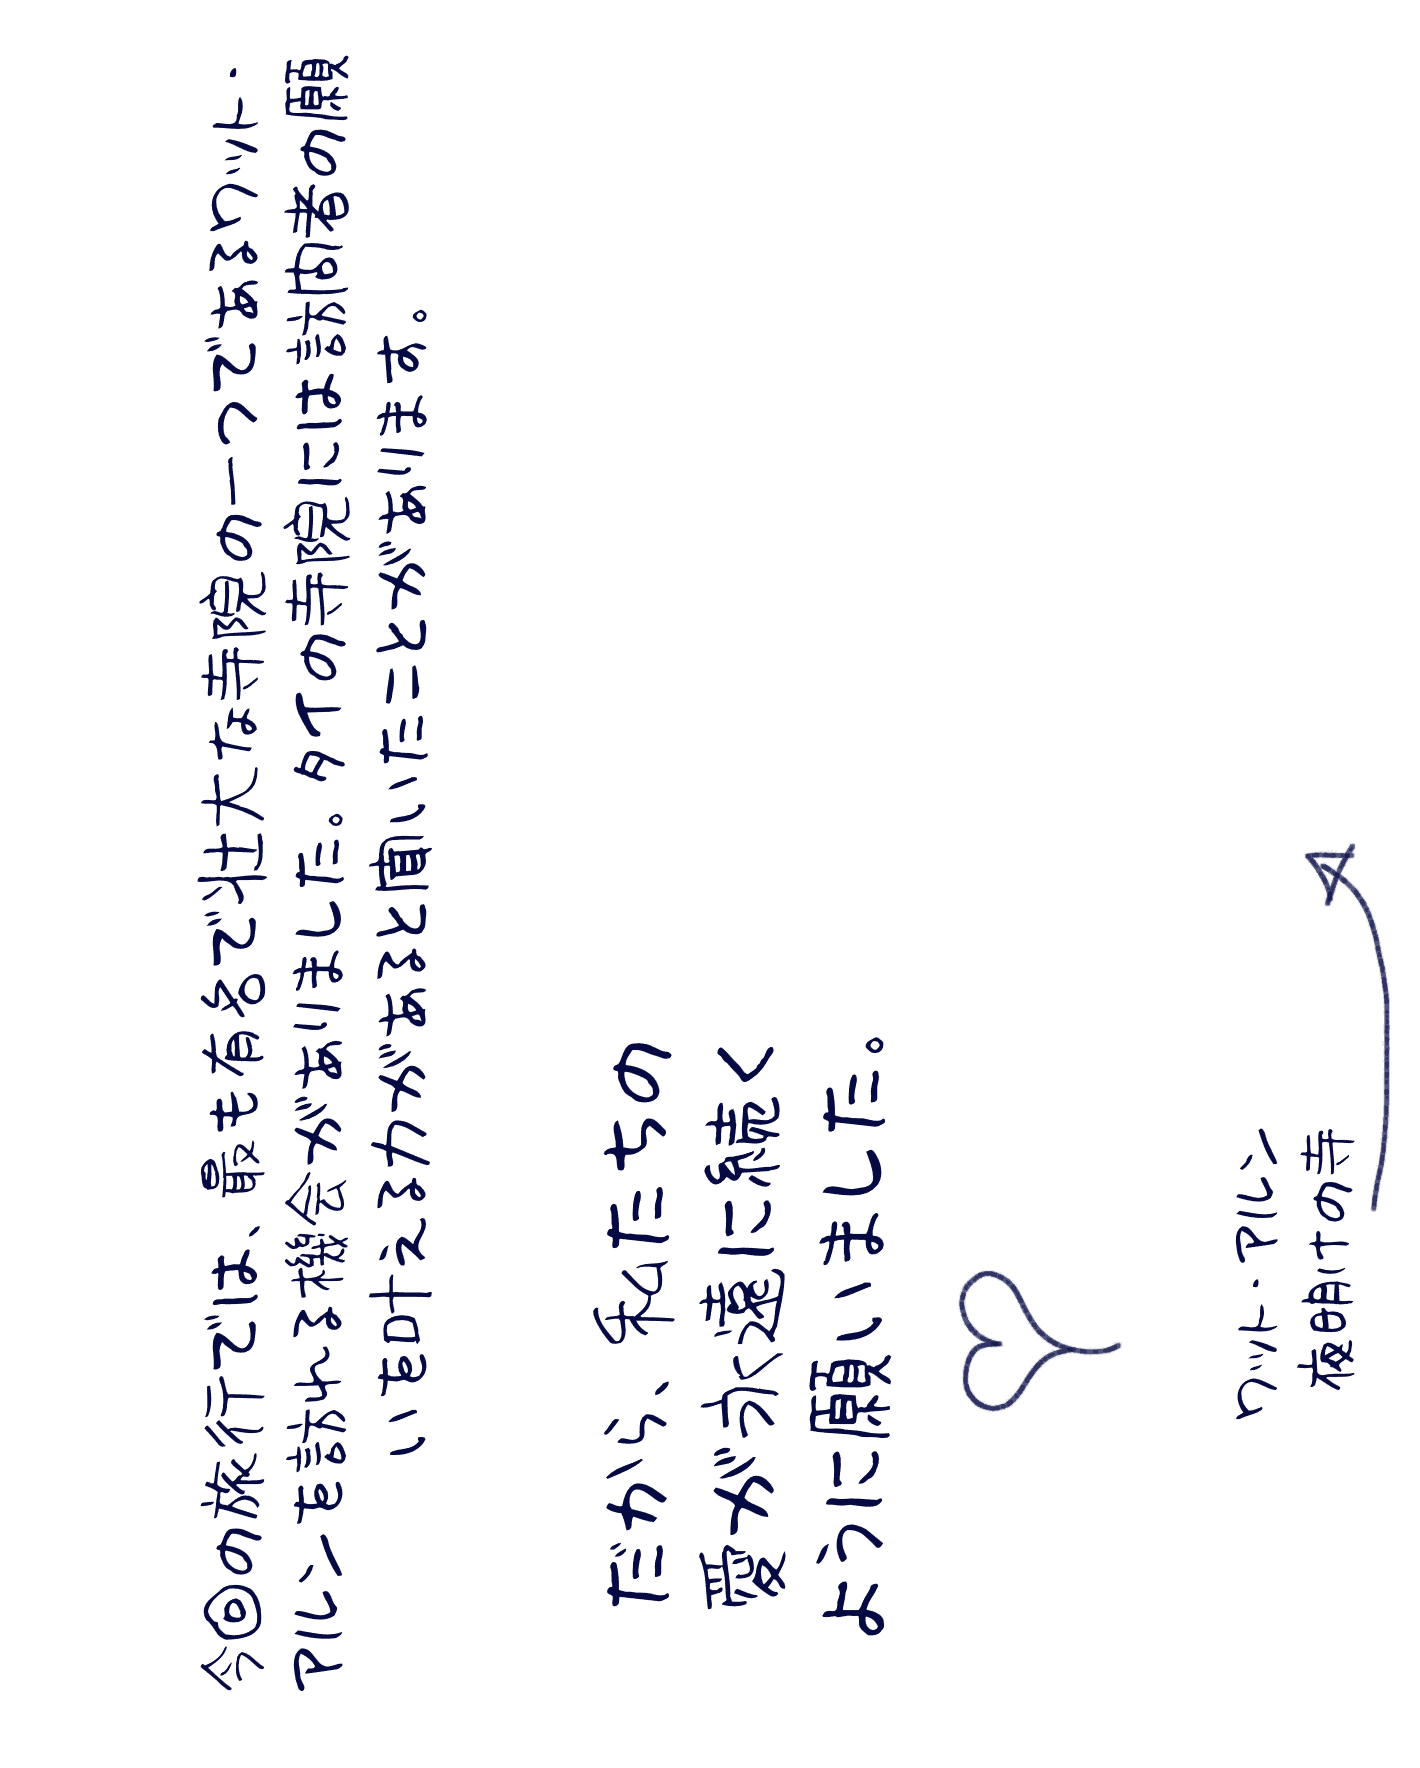 今回の旅行では、最も有名で壮大な寺院の一つであるワット・
アルンを訪れる機会がありました。タイの寺院には訪問者の願
いを叶える力があると聞いたことがあります。
だから、私たちの
愛が永遠に続く
ように願いました。
ワット・アルン
夜明けの寺